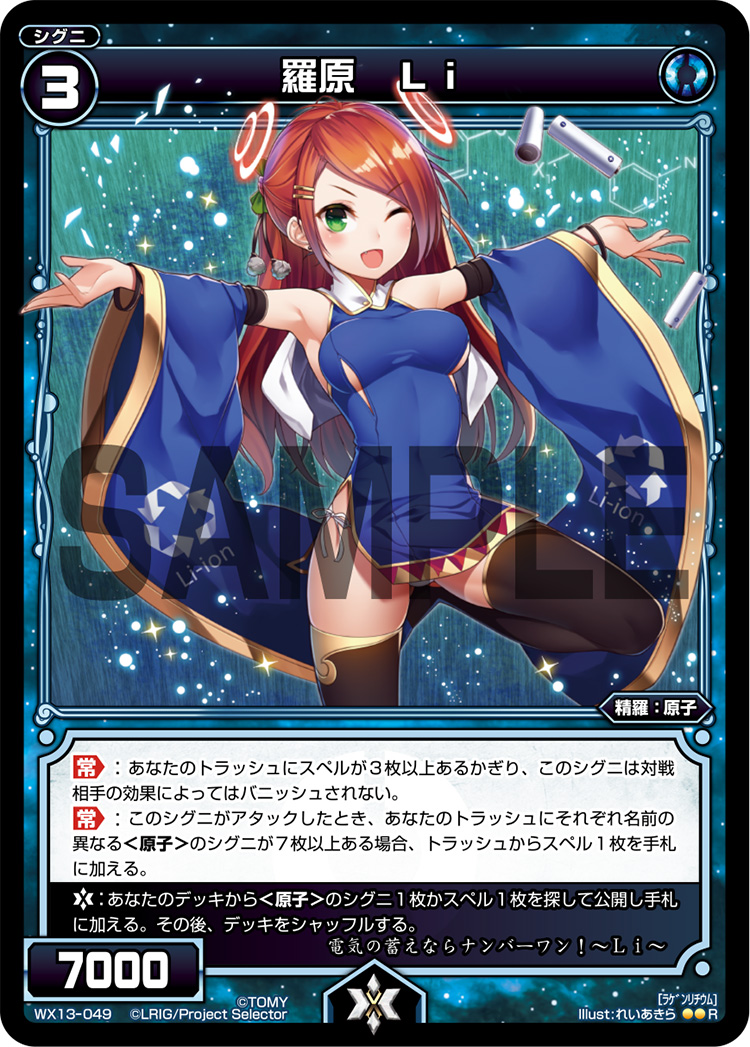 シグニ
3
羅原 Li
N
X
SAMPLE
Li-ion
Li-ion
精羅:原子
常:あなたのトラッシュにスペルが3枚以上あるかぎり、このシグニは対戦
相手の効果によってはバニッシュされない。
常:このシグニがアタックしたとき、あなたのトラッシュにそれぞれ名前の
異なる<原子>のシグニが7枚以上ある場合、トラッシュからスペル1枚を手札
に加える。
:あなたのデッキから<原子>のシグニ1枚かスペル1枚を探して公開し手札
に加える。その後、デッキをシャッフルする。
電気の蓄えならナンバーワン!~Li~
7000
©TOMY
[ラゲンリチウム]
WX13-049 ©LRIG/Project Selector
Illust:れいあきら R